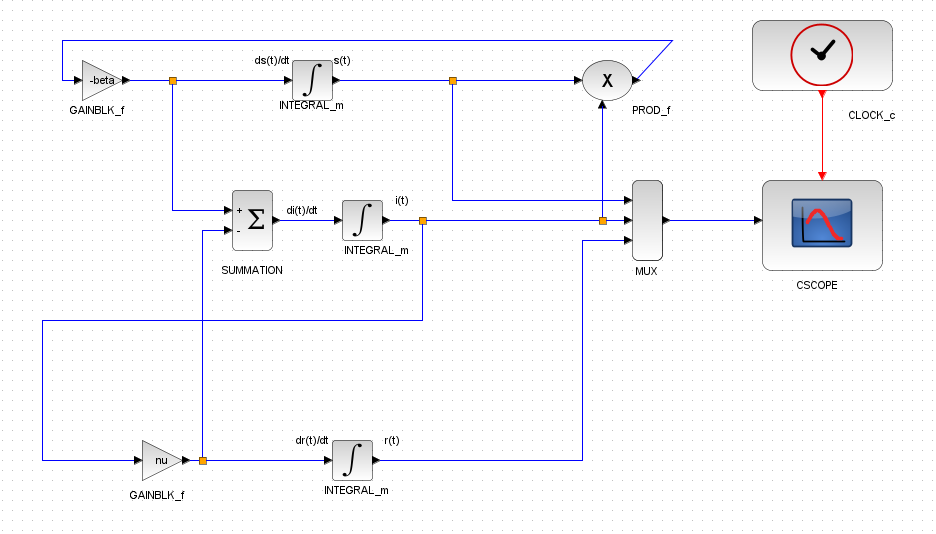 ds(t)/dt
s(t)
-beta
∫
X
GAINBLK_f
INTEGRAL_m
PROD_f
CLOCK_c
+
-
Σ
di(t)/dt
∫
i(t)
SUMMATION
INTEGRAL_m
MUX
CSCOPE
dr(t)/dt
r(t)
nu
∫
GAINBLK_f
INTEGRAL_m